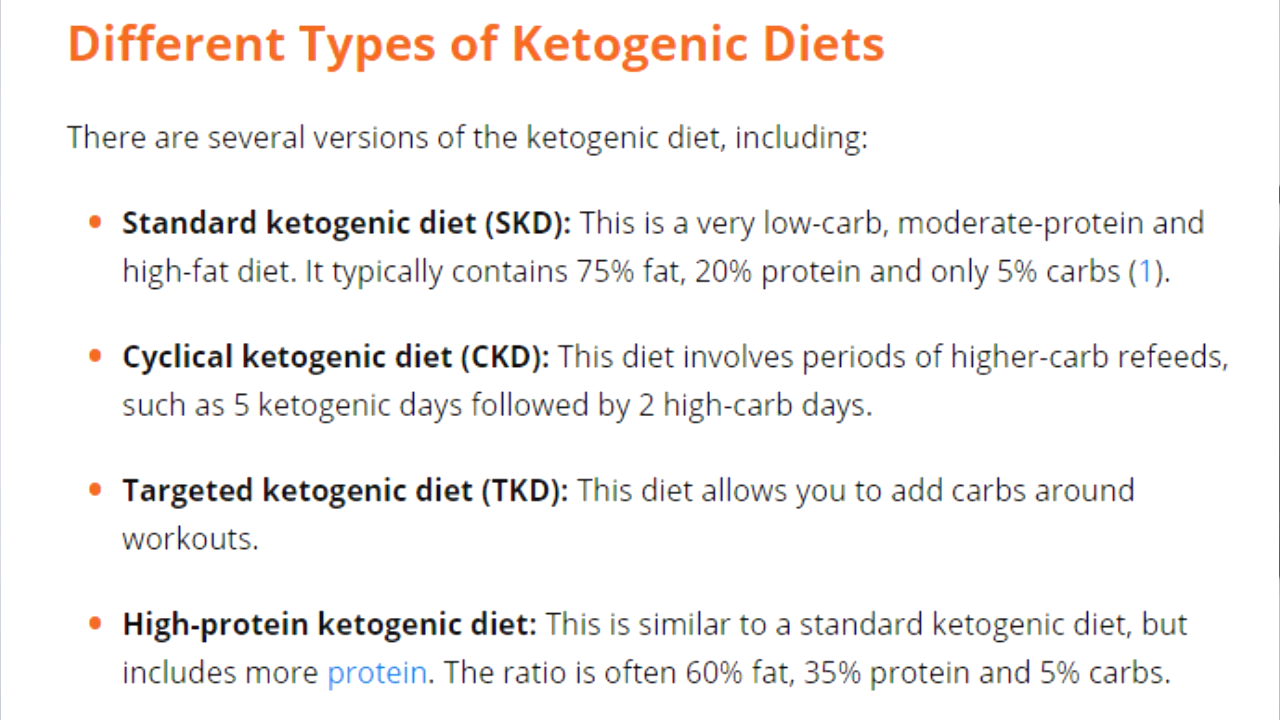 Different Types of Ketogenic Diets
There are several versions of the ketogenic diet, including:
• Standard ketogenic diet (SKD): This is a very low-carb, moderate-protein and
high-fat diet. It typically contains 75% fat, 20% protein and only 5% carbs (1).
• Cyclical ketogenic diet (CKD): This diet involves periods of higher-carb refeeds,
such as 5 ketogenic days followed by 2 high-carb days.
• Targeted ketogenic diet (TKD): This diet allows you to add carbs around
workouts.
• High-protein ketogenic diet: This is similar to a standard ketogenic diet, but
includes more protein. The ratio is often 60% fat, 35% protein and 5% carbs.